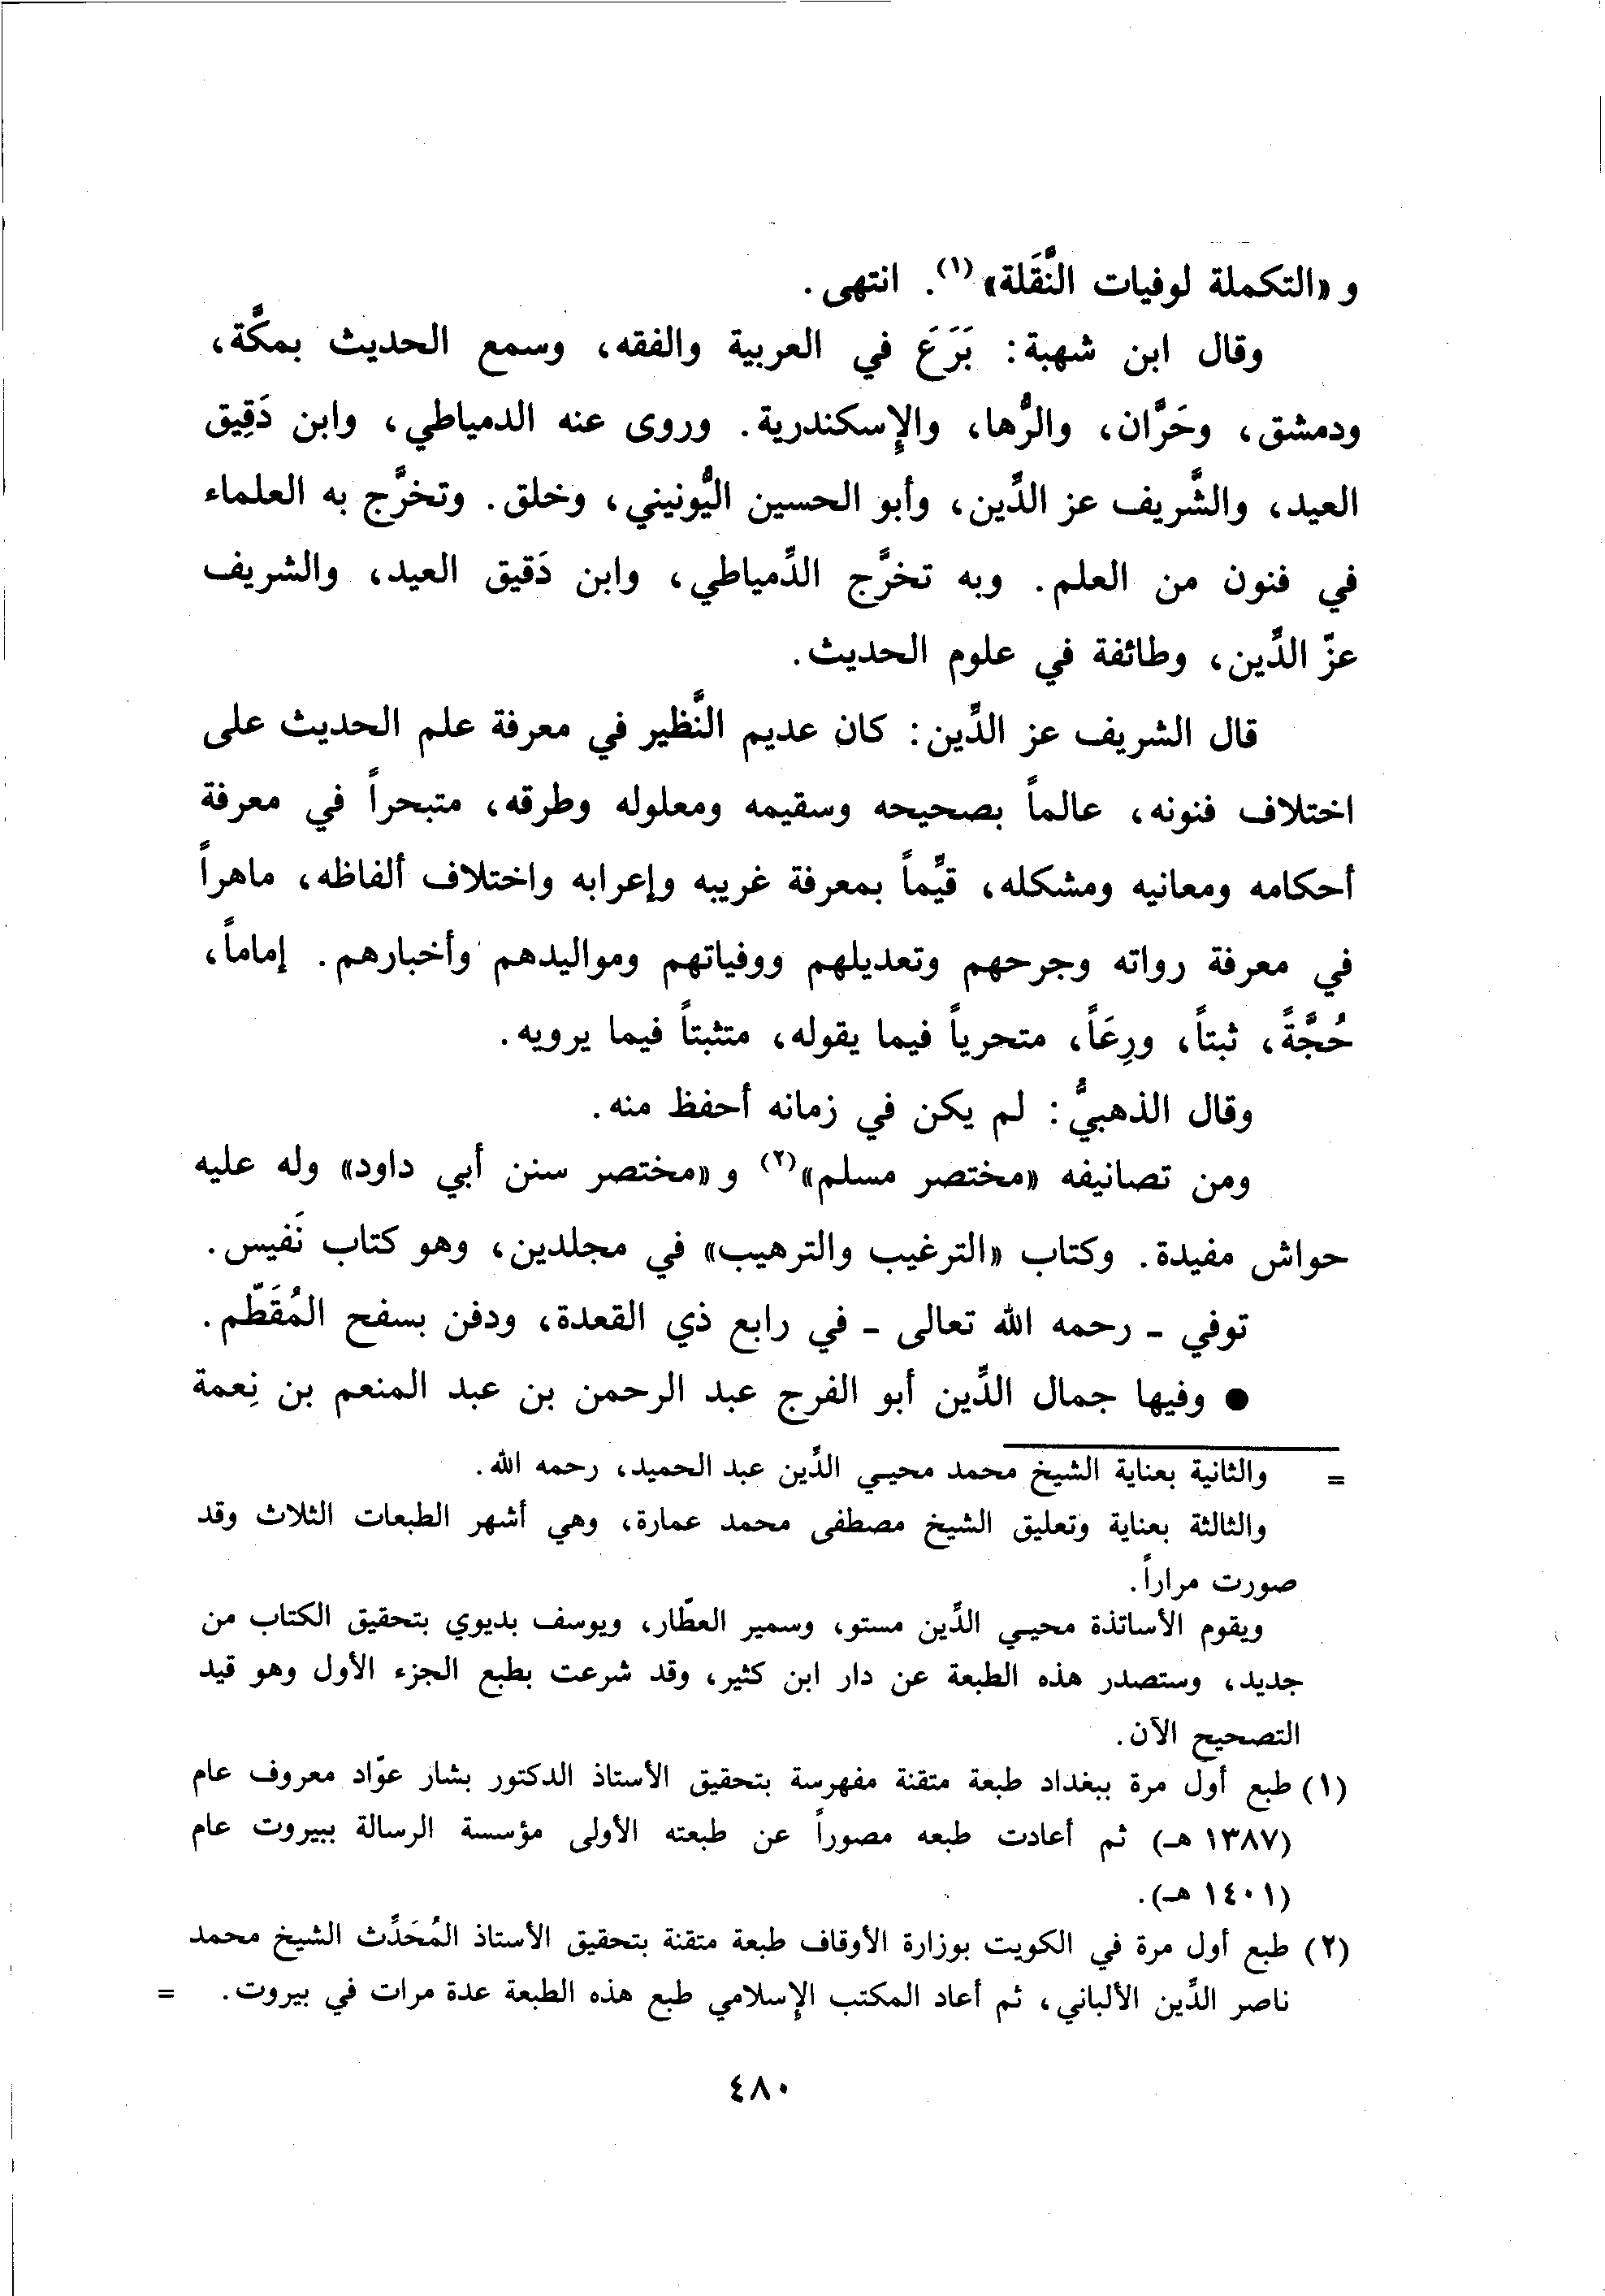 و «التكملة لوفيات النَّقَلة»(١). انتهى.
وقال ابن شهبة: بَرَعَ في العربية والفقه، وسمع الحديث بمكَّة،
ودمشق، وحَرَّان، والرُّها، والإِسكندرية. وروى عنه الدمياطي، وابن دَقِيق
العيد، والشَّريف عز الدِّين، وأبو الحسين اليُّونيني، وخلق. وتخرَّج به العلماء
في فنون من العلم. وبه تخرَّج الدِّمياطي، وابن دَقيق العيد، والشريف
عزّ الدِّين، وطائفة في علوم الحديث.
قال الشريف عز الدِّين: كان عديم النَّظير في معرفة علم الحديث على
اختلاف فنونه، عالماً بصحيحه وسقيمه ومعلوله وطرقه، متبحراً في معرفة
أحكامه ومعانيه ومشكله، قيِّماً بمعرفة غريبه وإعرابه واختلاف ألفاظه، ماهراً
في معرفة رواته وجرحهم وتعديلهم ووفياتهم ومواليدهم وأخبارهم. إماماً،
حُجَّةً، ثبتاً، ورِعَاً، متحرياً فيما يقوله، متثبتاً فيما يرويه.
وقال الذهبيُّ: لم يكن في زمانه أحفظ منه.
ومن تصانيفه «مختصر مسلم»(٢) و «مختصر سنن أبي داود» وله عليه
حواش مفيدة. وكتاب «الترغيب والترهيب» في مجلدين، وهو كتاب نَفيس.
توفي - رحمه الله تعالى - في رابع ذي القعدة، ودفن بسفح المُقَطّم.
● وفيها جمال الدِّين أبو الفرج عبد الرحمن بن عبد المنعم بن نِعمة
= والثانية بعناية الشيخ محمد محيي الدِّين عبد الحميد، رحمه الله.
والثالثة بعناية وتعليق الشيخ مصطفى محمد عمارة، وهي أشهر الطبعات الثلاث وقد
صورت مراراً.
ويقوم الأساتذة محيي الدِّين مستو، وسمير العطّار، ويوسف بديوي بتحقيق الكتاب من
جديد، وستصدر هذه الطبعة عن دار ابن كثير، وقد شرعت بطبع الجزء الأول وهو قيد
التصحيح الآن.
(١) طبع أول مرة ببغداد طبعة متقنة مفهرسة بتحقيق الأستاذ الدكتور بشار عوّاد معروف عام
(١٣٨٧ هـ) ثم أعادت طبعه مصوراً عن طبعته الأولى مؤسسة الرسالة ببيروت عام
(١٤٠١ هـ).
(٢) طبع أول مرة في الكويت بوزارة الأوقاف طبعة متقنة بتحقيق الأستاذ المُحَدِّث الشيخ محمد
ناصر الدِّين الألباني، ثم أعاد المكتب الإِسلامي طبع هذه الطبعة عدة مرات في بيروت. =
٤٨٠